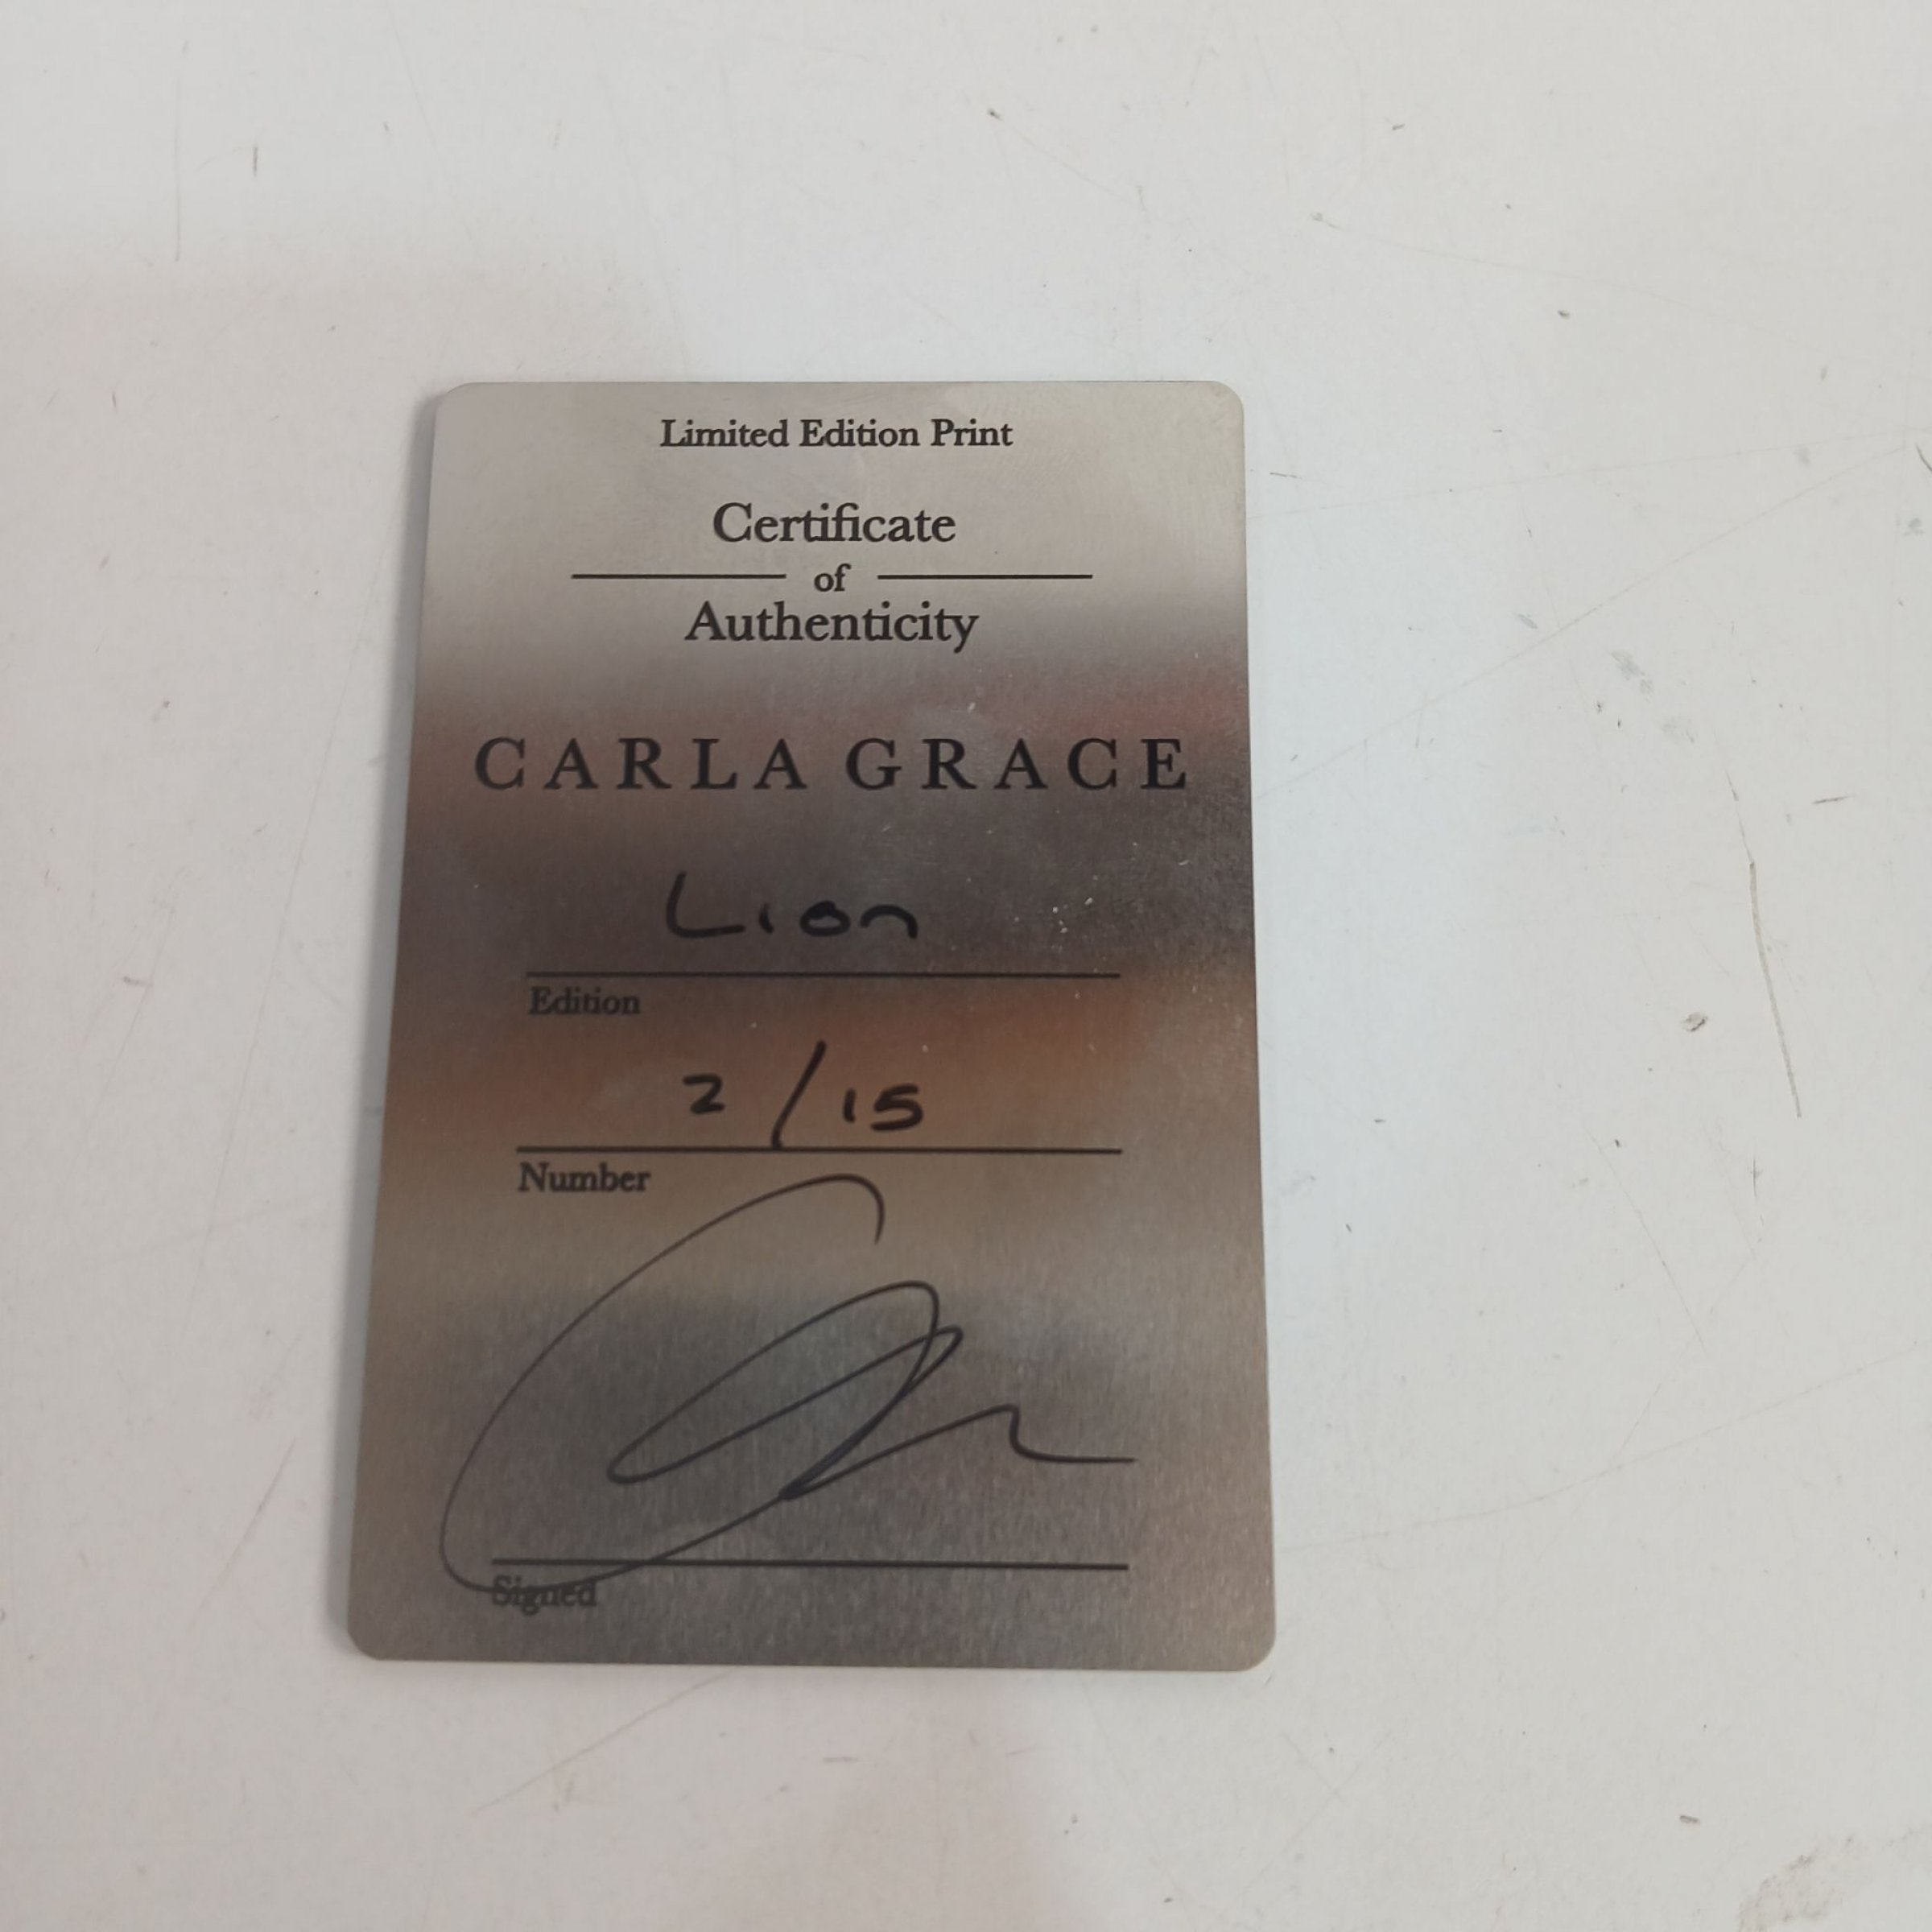 Limited Edition Print
Certificate
of
Authenticity
CARLA GRACE
Lion
Edition
2/15
Number
Signed